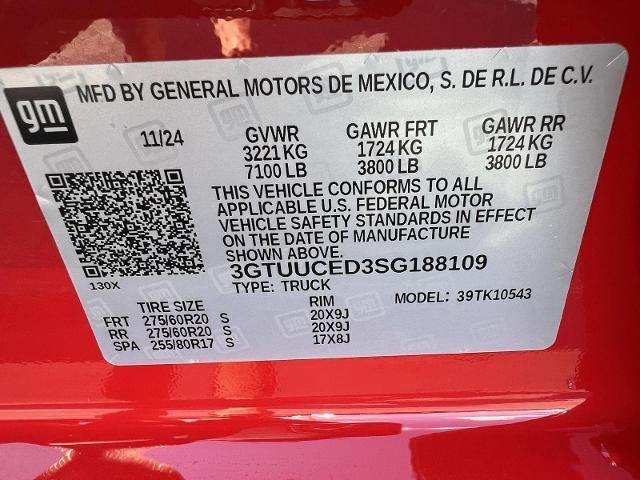 gm
MFD BY GENERAL MOTORS DE MEXICO, S. DE R.L. DE C.V.
11/24 GVWR GAWR FRT GAWR RR
3221 KG 1724 KG 1724 KG
7100 LB 3800 LB 3800 LB
THIS VEHICLE CONFORMS TO ALL
APPLICABLE U.S. FEDERAL MOTOR
VEHICLE SAFETY STANDARDS IN EFFECT
ON THE DATE OF MANUFACTURE
SHOWN ABOVE.
130X 3GTUUCED3SG188109
TYPE: TRUCK MODEL: 39TK10543
TIRE SIZE RIM
FRT 275/60R20 S 20X9J
RR 275/60R20 S 20X9J
SPA 255/80R17 S 17X8J